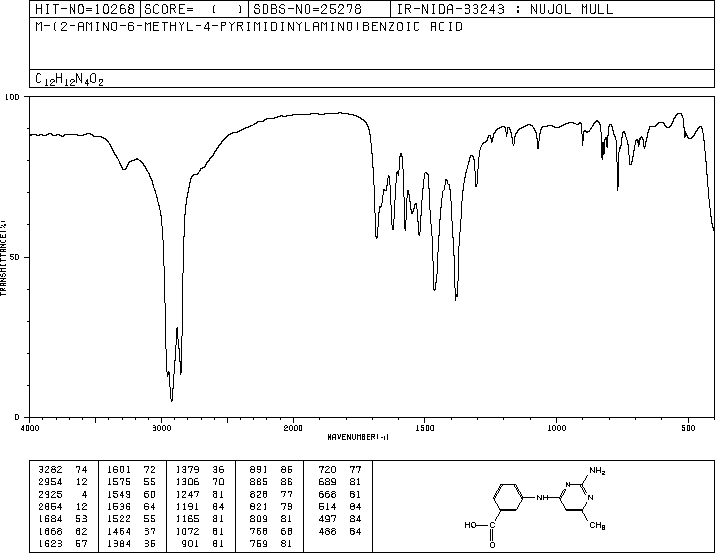 HIT-NO=10268 SCORE= ( ) SDBS-NO=25278 IR-NIDA-33243 : NUJOL MULL
M-(2-AMINO-6-METHYL-4-PYRIMIDINYLAMINO)BENZOIC ACID
C12H12N4O2
100
50
0
TRANSMITTANCE(%)
4000 3000 2000 1500 1000 500
WAVENUMBER(-1)
3282 74 1601 72 1379 36 891 86 720 77
2954 12 1575 55 1306 70 885 86 689 81
2925 4 1549 60 1247 81 828 77 668 81
2854 12 1536 64 1191 84 821 79 514 84
1684 53 1522 55 1165 81 809 81 497 84
1668 62 1464 37 1072 81 768 68 488 84
1623 57 1384 36 901 81 759 81
NH2
N
NH
N
CH3
HO
C
O